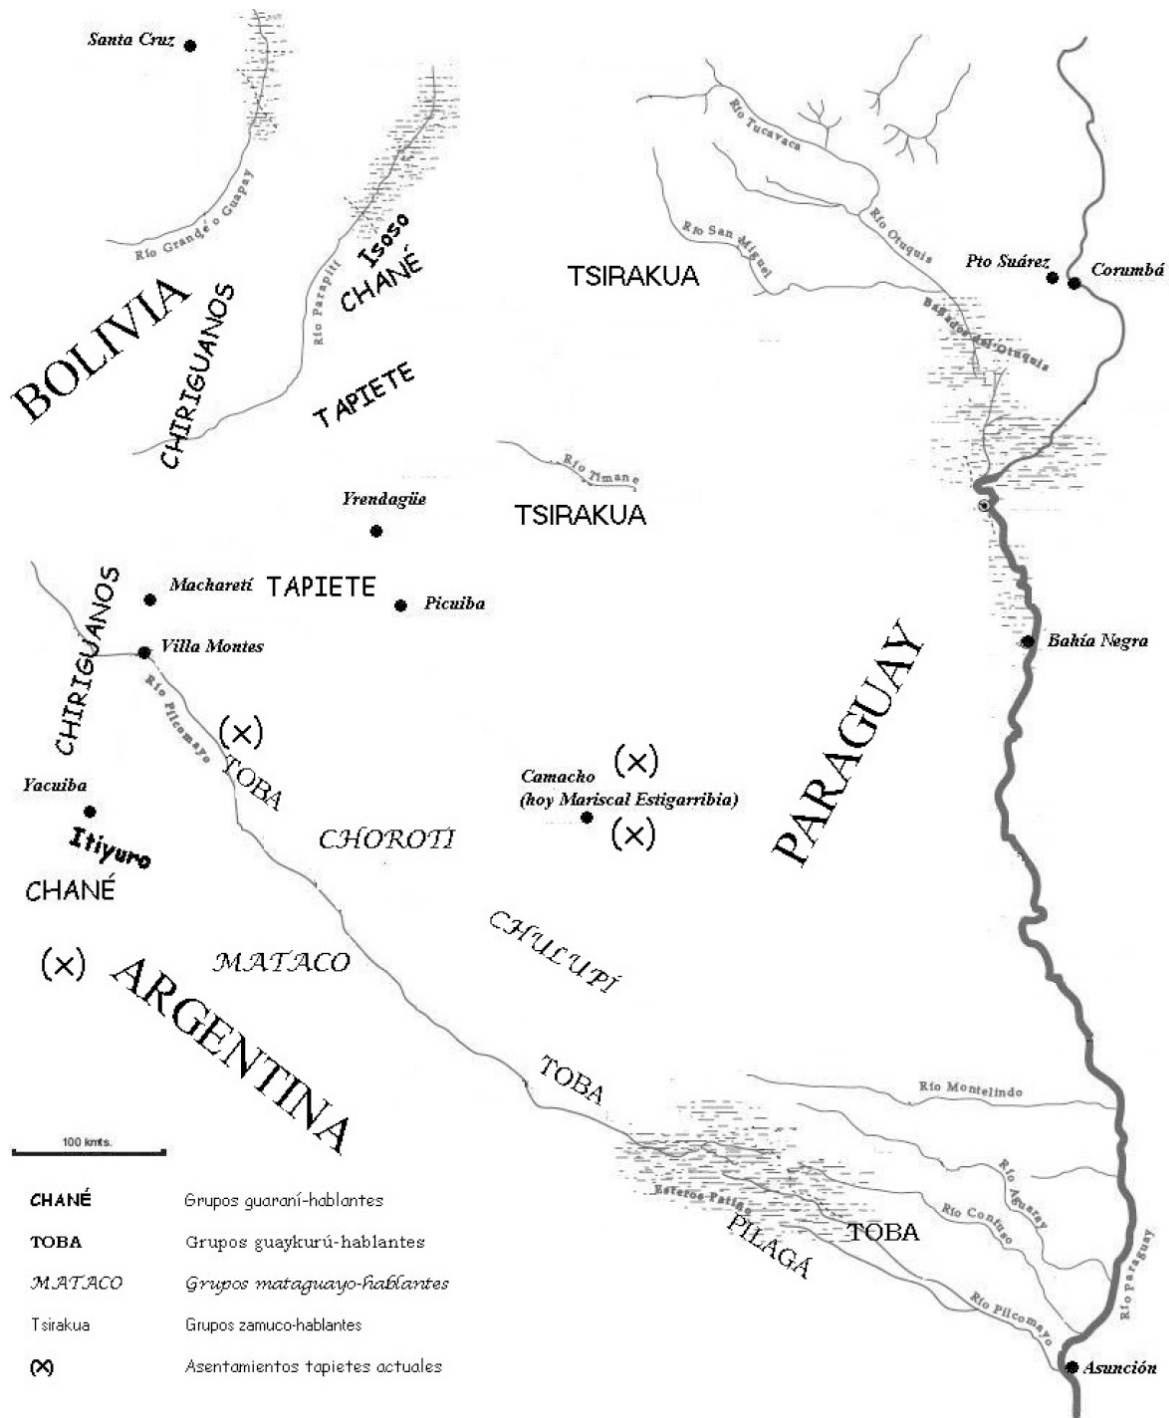 Santa Cruz
Río Grande o Guapay
Río Parapití
Isoso
CHANÉ
BOLIVIA
CHIRIGUANOS
TAPIETE
Río Tucavaca
Río Otuquis
Río San Miguel
TSIRAKUA
Pto Suárez
Corumbá
Bañados del Otuquis
Río Timane
Yrendagüe
TSIRAKUA
CHIRIGUANOS
Macharetí
TAPIETE
Picuiba
Villa Montes
Bahía Negra
Río Pilcomayo
PARAGUAY
(x)
TOBA
(x)
Camacho
(hoy Mariscal Estigarribia)
(x)
Yacuiba
Itiyuro
CHANÉ
CHOROTI
CHULUPÍ
(x)
MATACO
ARGENTINA
TOBA
Río Montelindo
Esteros Patiño
Río Aguaray
Río Confuso
PILAGÁ
TOBA
Río Pilcomayo
Río Paraguay
Asunción
100 kmts.
CHANÉ Grupos guaraní-hablantes
TOBA Grupos guaykurú-hablantes
MATACO Grupos mataguayo-hablantes
Tsirakua Grupos zamuco-hablantes
(x) Asentamientos tapietes actuales